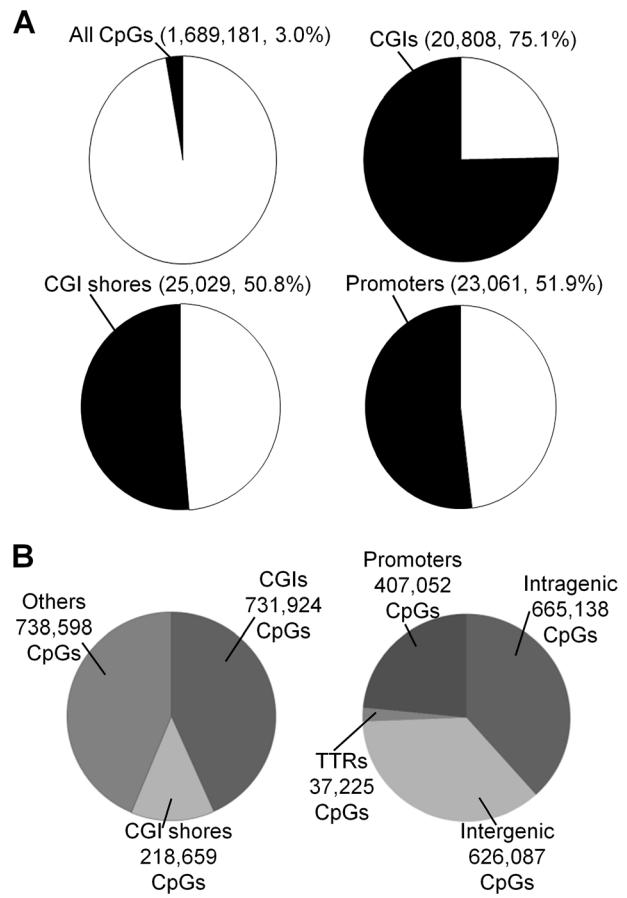 A
All CpGs (1,689,181, 3.0%)
CGIs (20,808, 75.1%)
CGI shores (25,029, 50.8%)
Promoters (23,061, 51.9%)
B
Others
738,598
CpGs
CGIs
731,924
CpGs
CGI shores
218,659
CpGs
Promoters
407,052
CpGs
Intragenic
665,138
CpGs
TTRs
37,225
CpGs
Intergenic
626,087
CpGs